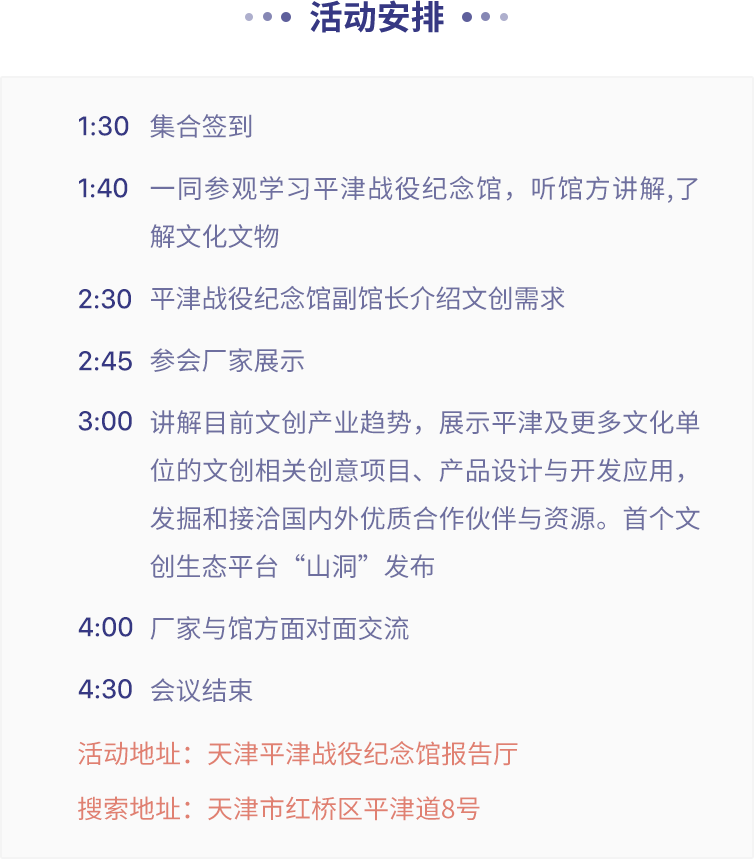 活动安排
1:30 集合签到
1:40 一同参观学习平津战役纪念馆，听馆方讲解,了
解文化文物
2:30 平津战役纪念馆副馆长介绍文创需求
2:45 参会厂家展示
3:00 讲解目前文创产业趋势，展示平津及更多文化单
位的文创相关创意项目、产品设计与开发应用，
发掘和接洽国内外优质合作伙伴与资源。首个文
创生态平台“山洞”发布
4:00 厂家与馆方面对面交流
4:30 会议结束
活动地址：天津平津战役纪念馆报告厅
搜索地址：天津市红桥区平津道8号